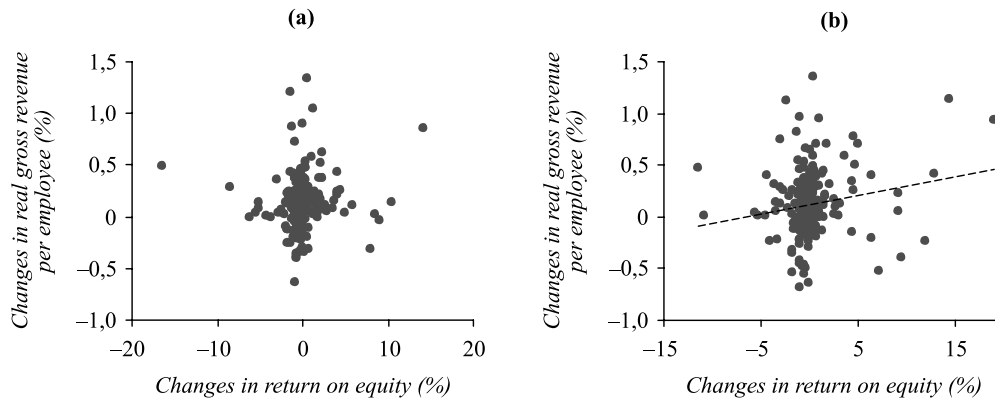 (a)
(b)
Changes in real gross revenue
per employee (%)
1,5
1,0
0,5
0
–0,5
–1,0
–20
–10
0
10
20
Changes in return on equity (%)
Changes in real gross revenue
per employee (%)
1,5
1,0
0,5
0
–0,5
–1,0
–15
–5
5
15
Changes in return on equity (%)